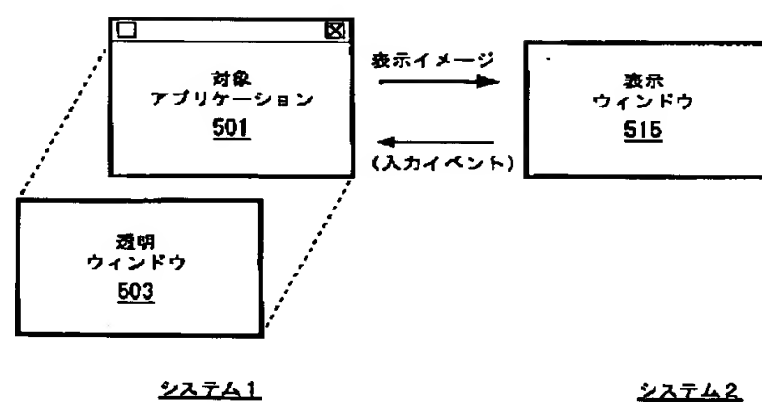 対象
アプリケーション
501
表示イメージ
(入力イベント)
表示
ウィンドウ
515
透明
ウィンドウ
503
システム1
システム2